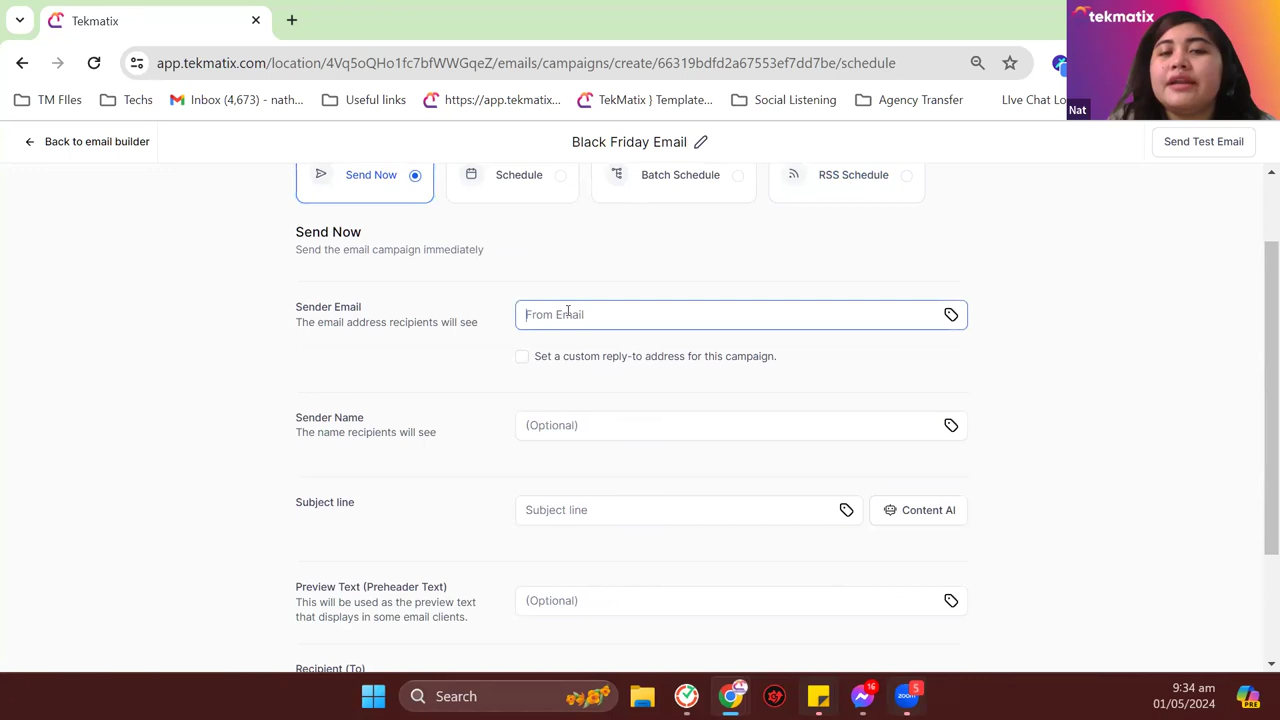 Tekmatix
tekmatix
app.tekmatix.com/location/4Vq5oQHo1fc7bfWWGqeZ/emails/campaigns/create/66319bdfd2a67553ef7dd7be/schedule
TM FIles
Techs
Inbox (4,673) - nath...
Useful links
https://app.tekmatix...
TekMatix } Template...
Social Listening
Agency Transfer
LIve Chat Lo
Nat
Back to email builder
Black Friday Email
Send Test Email
Send Now
Schedule
Batch Schedule
RSS Schedule
Send Now
Send the email campaign immediately
Sender Email
The email address recipients will see
From Email
Set a custom reply-to address for this campaign.
Sender Name
The name recipients will see
(Optional)
Subject line
Subject line
Content AI
Preview Text (Preheader Text)
This will be used as the preview text
that displays in some email clients.
(Optional)
Recipient (To)
Search
16
5
9:34 am
01/05/2024
PRE